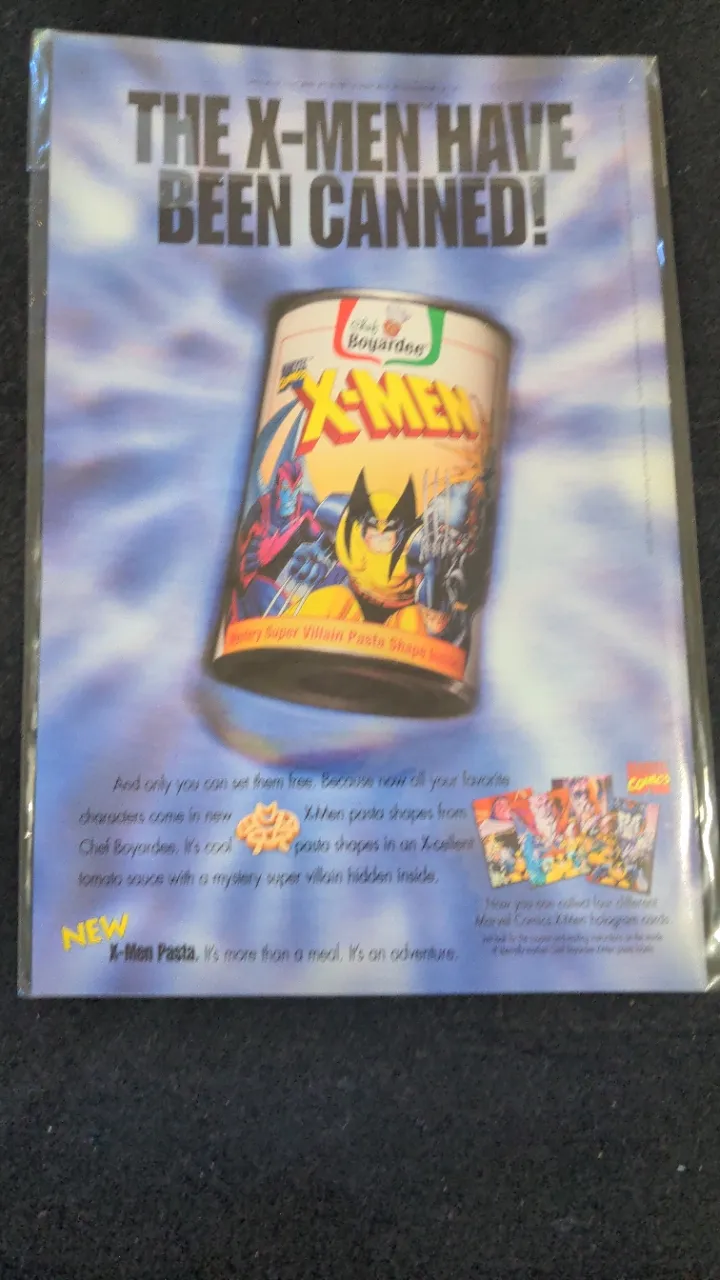 THE X-MEN HAVE
BEEN CANNED!
Chef
Boyardee
X-MEN
Mystery Super Villain Pasta Shape
And only you can set them free. Because now all your favorite
characters come in new X-Men pasta shapes from
Chef Boyardee. It's cool pasta shapes in an X-cellent
tomato sauce with a mystery super villain hidden inside.
COMICS
Now you can collect four different
Marvel Comics X-Men hologram cards
NEW
X-Men Pasta. It's more than a meal. It's an adventure.